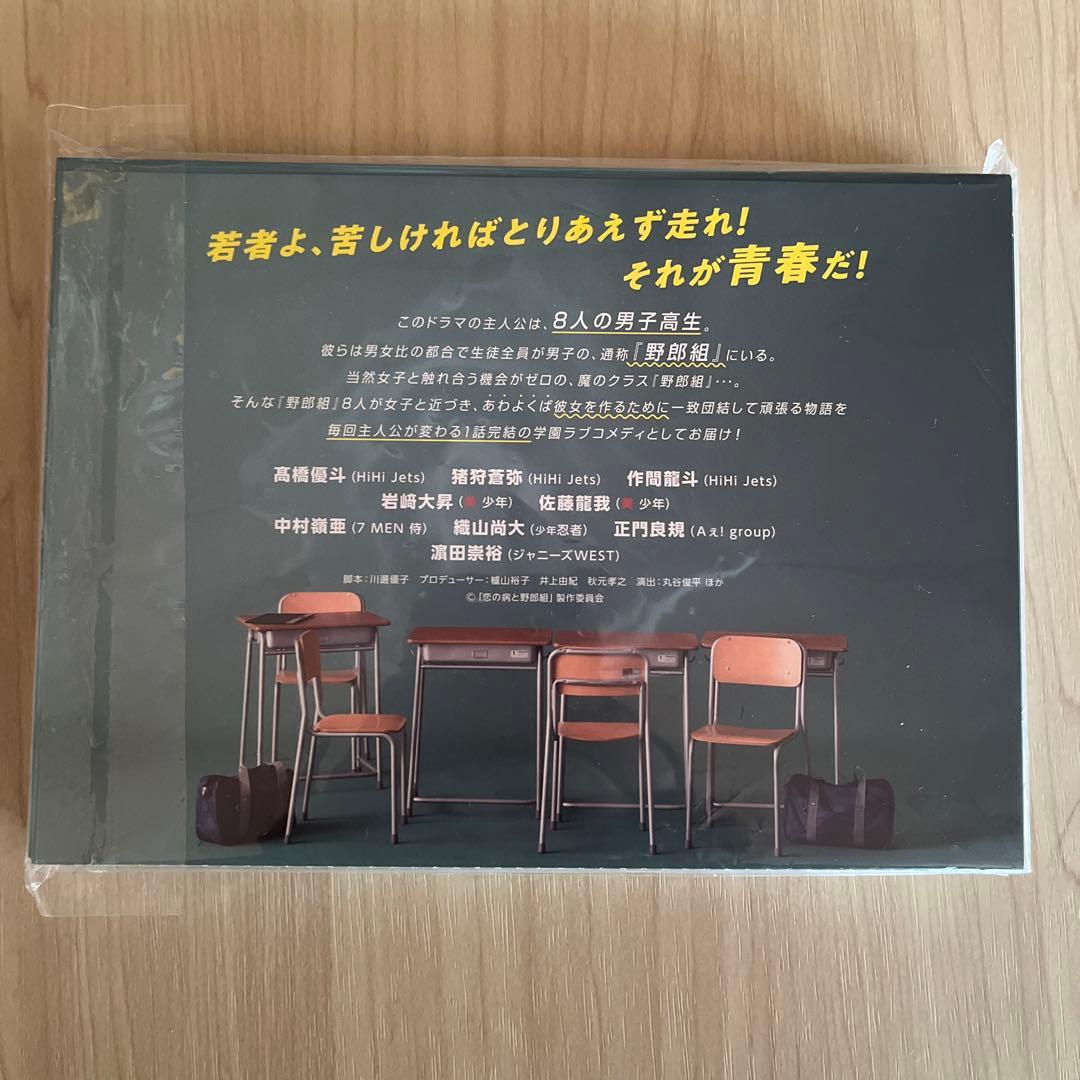 若者よ、苦しければとりあえず走れ!
それが青春だ!
このドラマの主人公は、8人の男子高生。
彼らは男女比の都合で生徒全員が男子の、通称『野郎組』にいる。
当然女子と触れ合う機会がゼロの、魔のクラス『野郎組』…。
そんな『野郎組』8人が女子と近づき、あわよくば彼女を作るために一致団結して頑張る物語を
毎回主人公が変わる1話完結の学園ラブコメディとしてお届け!
髙橋優斗(HiHi Jets) 猪狩蒼弥(HiHi Jets) 作間龍斗(HiHi Jets)
岩﨑大昇(美 少年) 佐藤龍我(美 少年)
中村嶺亜(7 MEN 侍) 織山尚大(少年忍者) 正門良規(Aぇ! group)
濵田崇裕(ジャニーズWEST)
脚本:川邊優子 プロデューサー:櫨山裕子 井上由紀 秋元孝之 演出:丸谷俊平 ほか
©「恋の病と野郎組」製作委員会